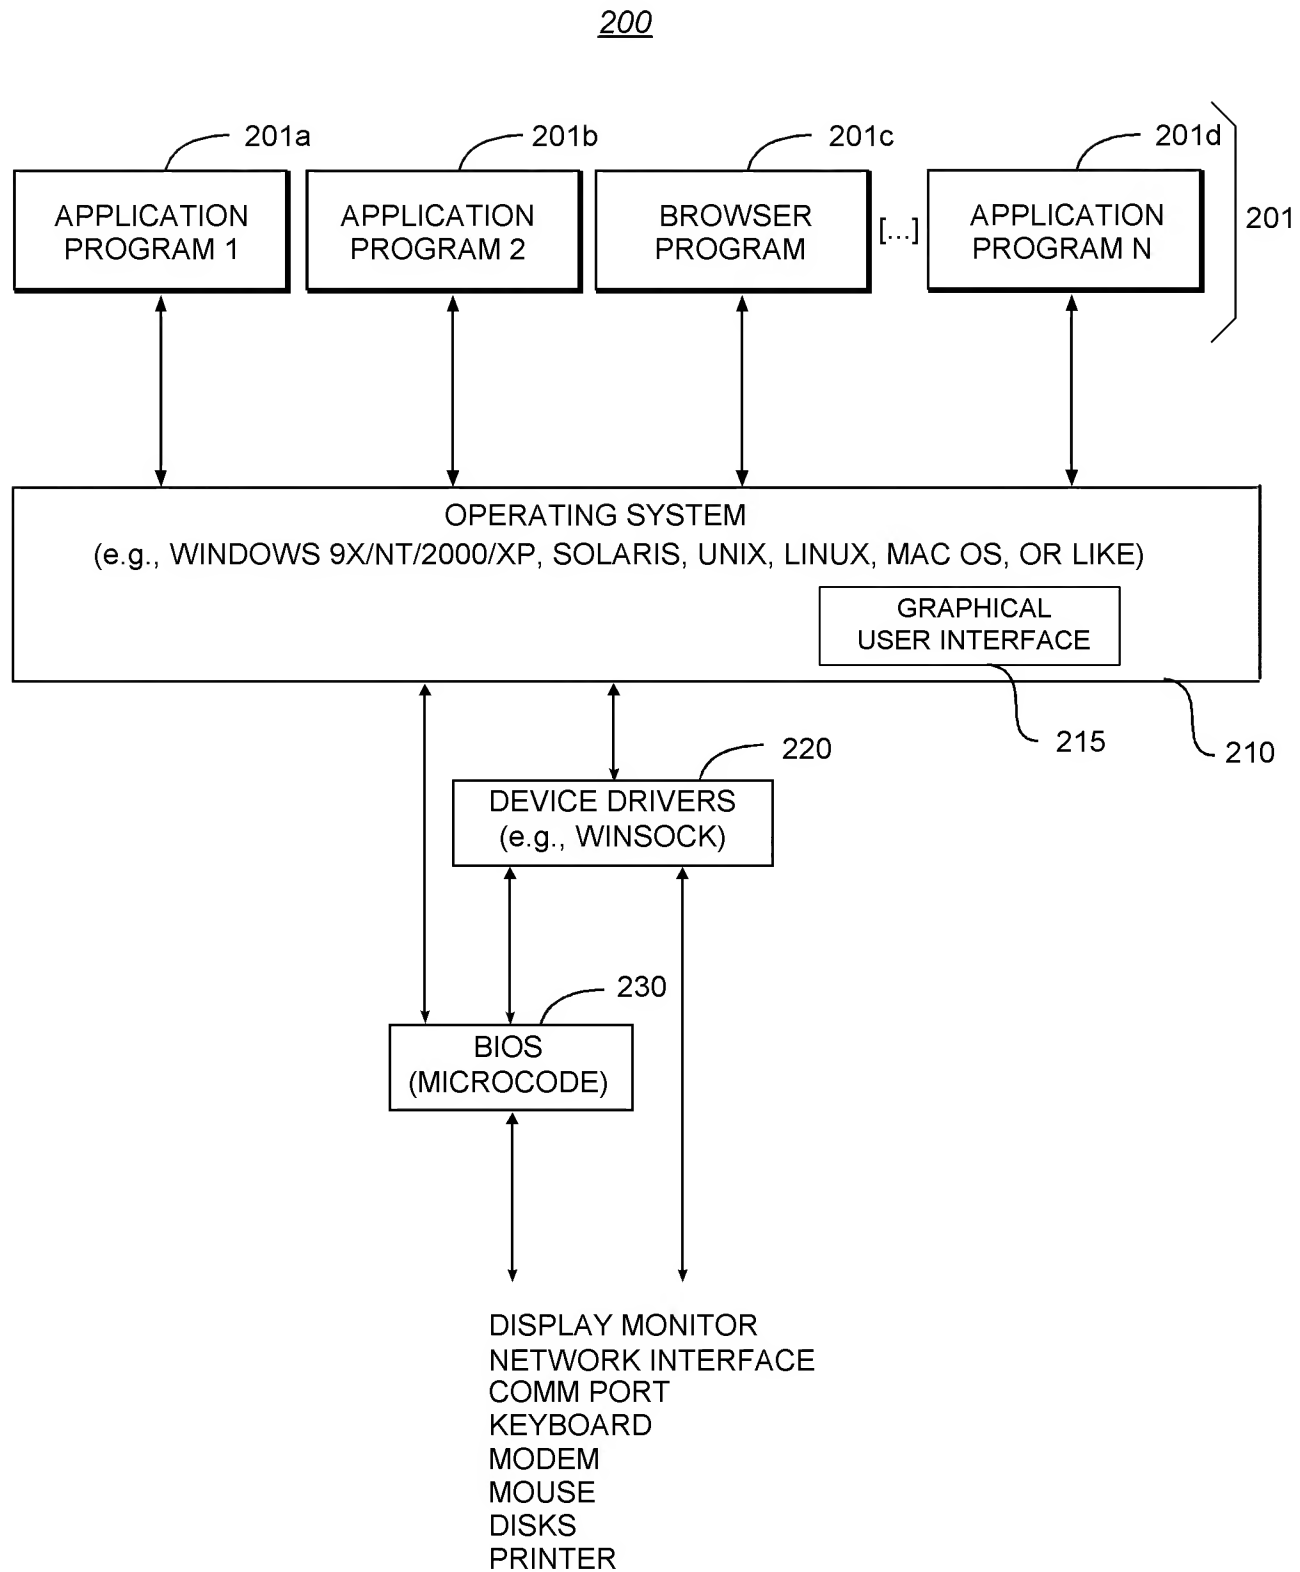 200
201a
201b
201c
201d
APPLICATION
PROGRAM 1
APPLICATION
PROGRAM 2
BROWSER
PROGRAM
[...]
APPLICATION
PROGRAM N
201
OPERATING SYSTEM
(e.g., WINDOWS 9X/NT/2000/XP, SOLARIS, UNIX, LINUX, MAC OS, OR LIKE)
GRAPHICAL
USER INTERFACE
215
210
220
DEVICE DRIVERS
(e.g., WINSOCK)
230
BIOS
(MICROCODE)
DISPLAY MONITOR
NETWORK INTERFACE
COMM PORT
KEYBOARD
MODEM
MOUSE
DISKS
PRINTER